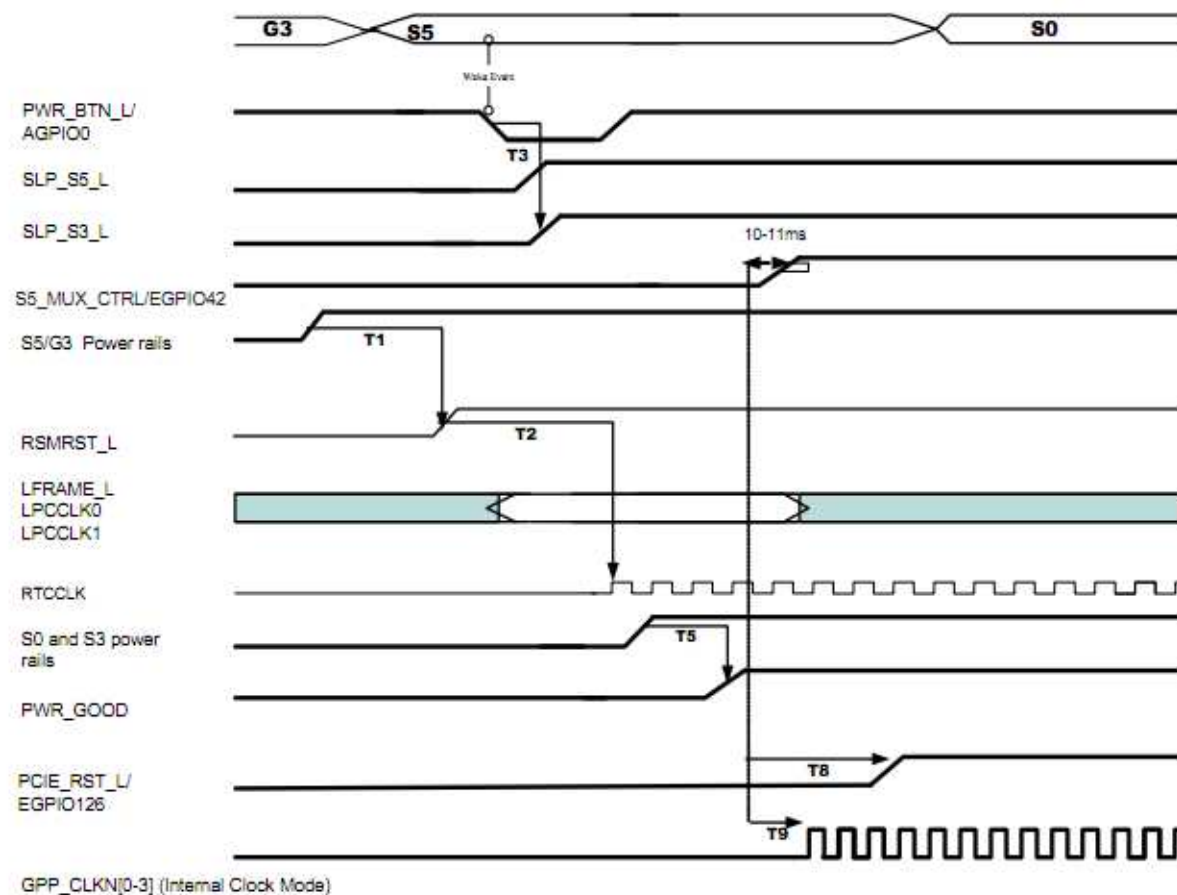 G3
S5
S0
Wake Event
PWR_BTN_L/
AGPIO0
T3
SLP_S5_L
SLP_S3_L
10-11ms
S5_MUX_CTRL/EGPIO42
S5/G3 Power rails
T1
RSMRST_L
T2
LFRAME_L
LPCCLK0
LPCCLK1
RTCCLK
S0 and S3 power
rails
T5
PWR_GOOD
PCIE_RST_L/
EGPIO126
T8
T9
GPP_CLKN[0-3] (Internal Clock Mode)